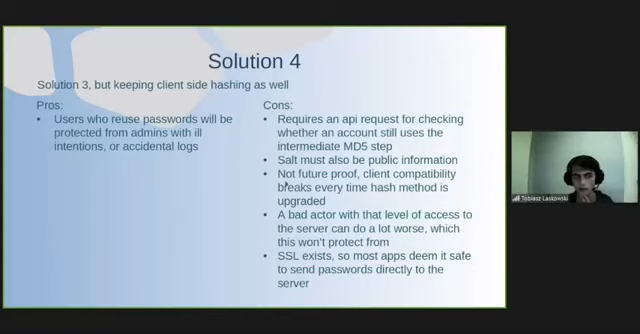 Solution 4
Solution 3, but keeping client side hashing as well
Pros:
• Users who reuse passwords will be
protected from admins with ill
intentions, or accidental logs
Cons:
• Requires an api request for checking
whether an account still uses the
intermediate MD5 step
• Salt must also be public information
• Not future proof, client compatibility
breaks every time hash method is
upgraded
• A bad actor with that level of access to
the server can do a lot worse, which
this won't protect from
• SSL exists, so most apps deem it safe
to send passwords directly to the
server
Tobiasz Laskowski